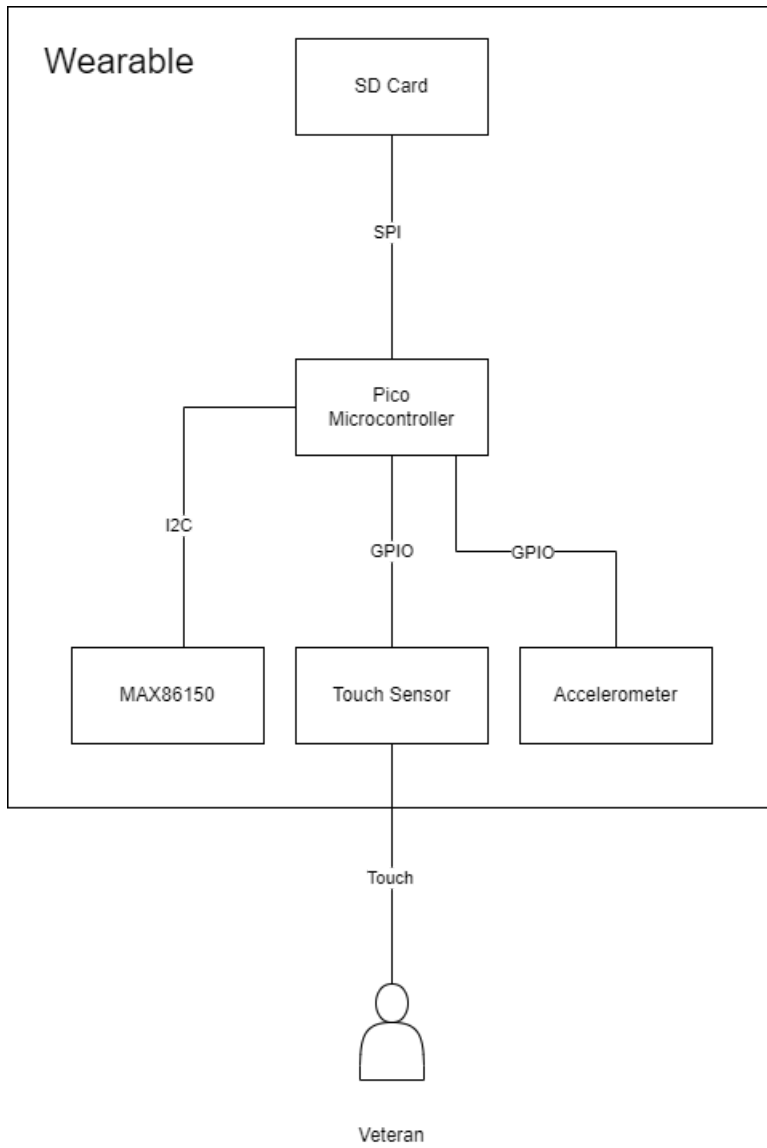 Wearable
SD Card
SPI
Pico
Microcontroller
I2C
GPIO
GPIO
MAX86150
Touch Sensor
Accelerometer
Touch
Veteran